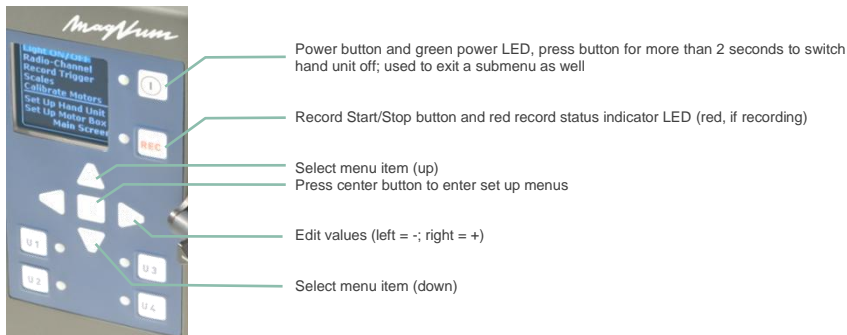 MagNum
Light ON/OFF
Radio-Channel
Record Trigger
Scales
Calibrate Motors
Set Up Hand Unit
Set Up Motor Box
Main Screen
REC
U 1
U 2
U 3
U 4
Power button and green power LED, press button for more than 2 seconds to switch
hand unit off; used to exit a submenu as well
Record Start/Stop button and red record status indicator LED (red, if recording)
Select menu item (up)
Press center button to enter set up menus
Edit values (left = -; right = +)
Select menu item (down)